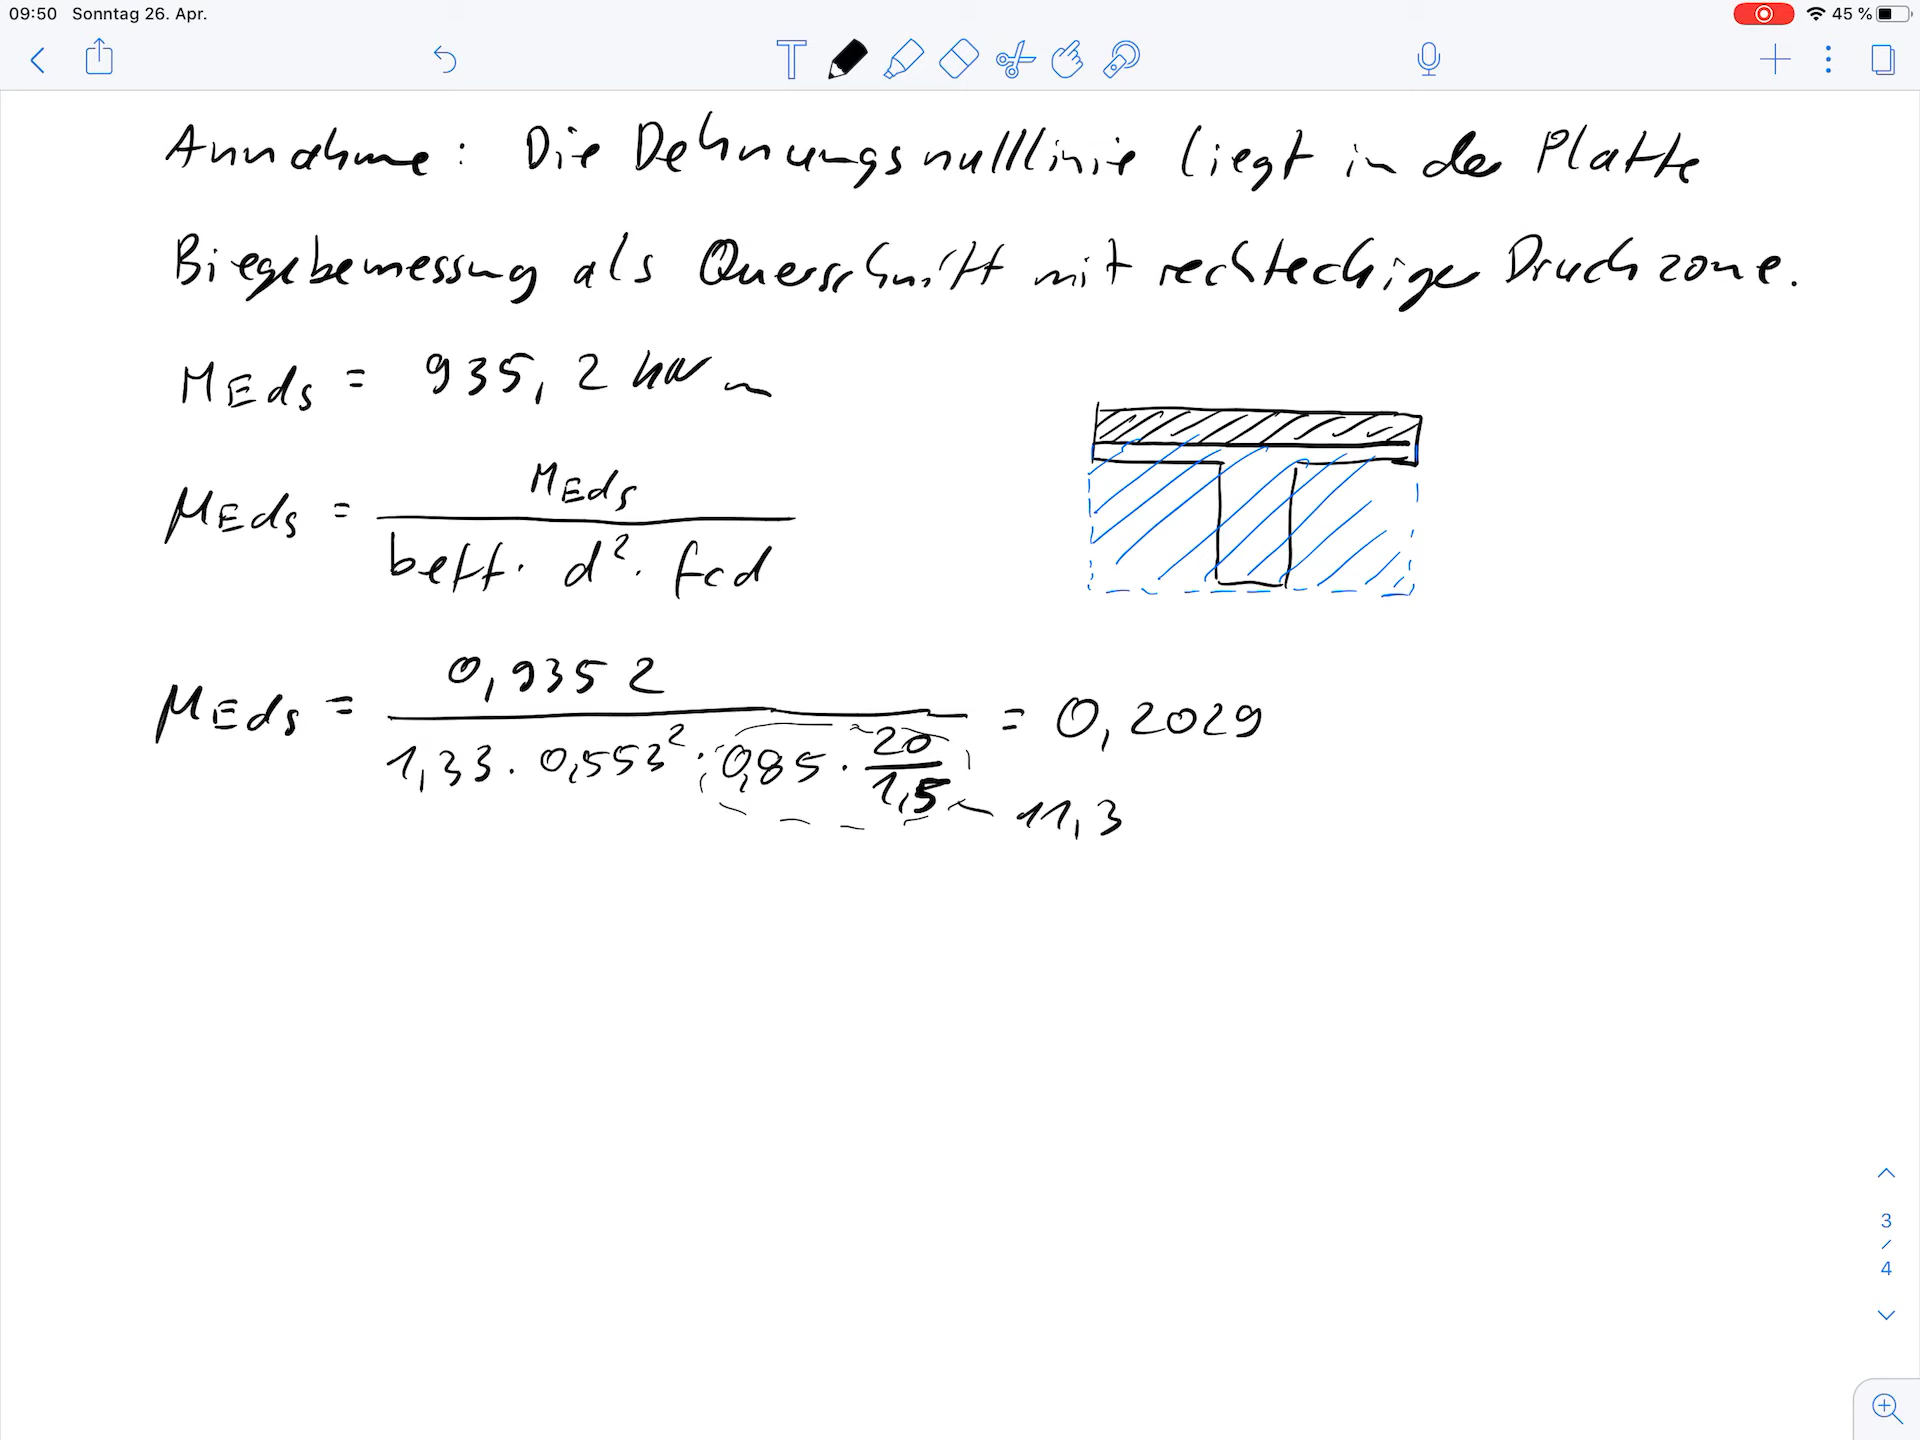 09:50 Sonntag 26. Apr. 45 %
T
Annahme: Die Dehnungsnulllinie liegt in der Platte
Biegebemessung als Querschnitt mit rechteckiger Druckzone.
MEds = 935,2 kNm
μEds = MEds / beff · d² · fcd
μEds = 0,9352 / 1,33 · 0,553² · 0,85 · 20/1,5 = 0,2029
11,3
3
/
4